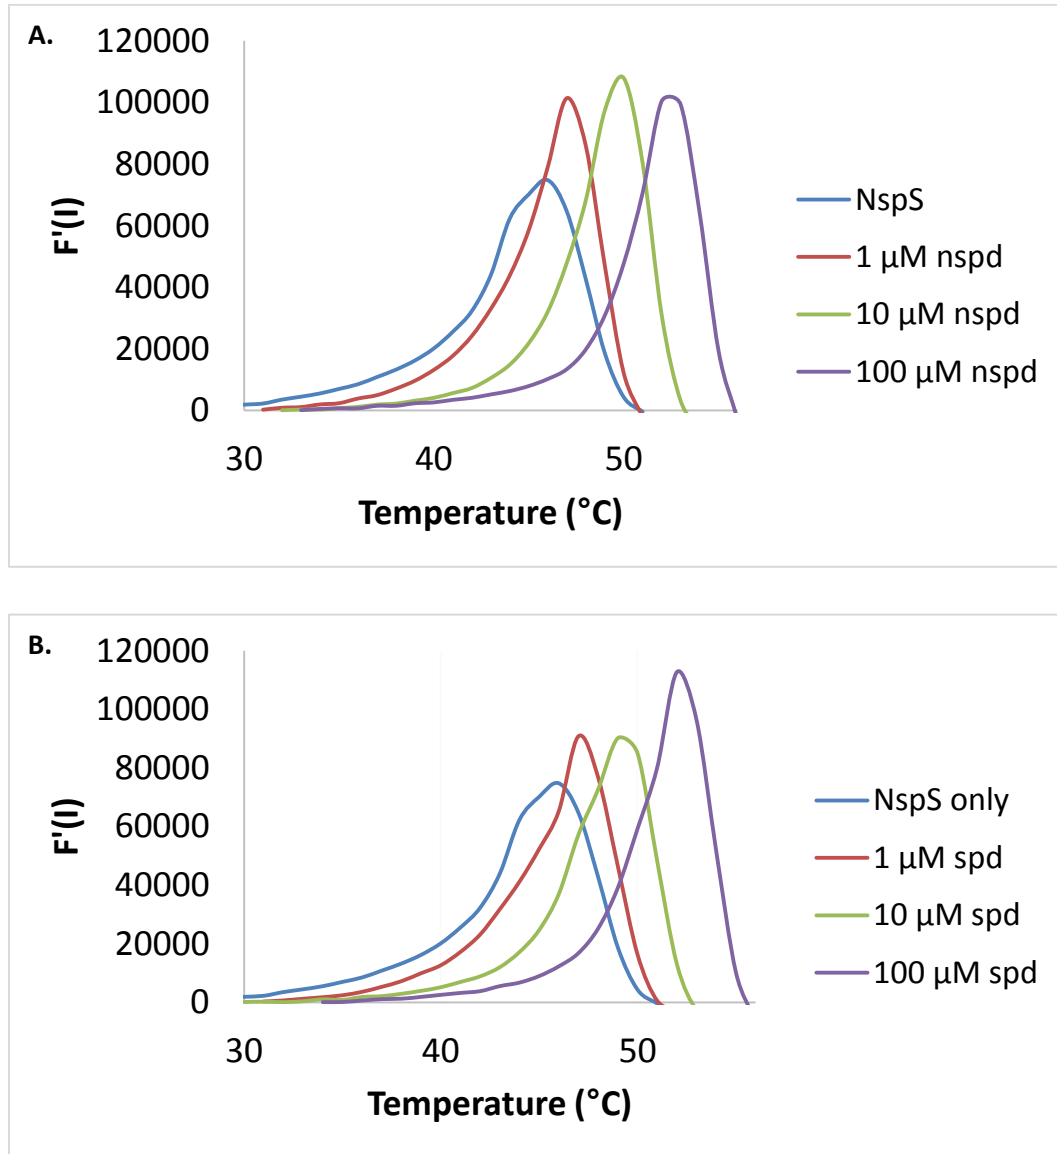 A.
120000
100000
80000
60000
40000
20000
0
30 40 50
F'(I)
Temperature (°C)
NspS
1 µM nspd
10 µM nspd
100 µM nspd
B.
120000
100000
80000
60000
40000
20000
0
30 40 50
F'(I)
Temperature (°C)
NspS only
1 µM spd
10 µM spd
100 µM spd